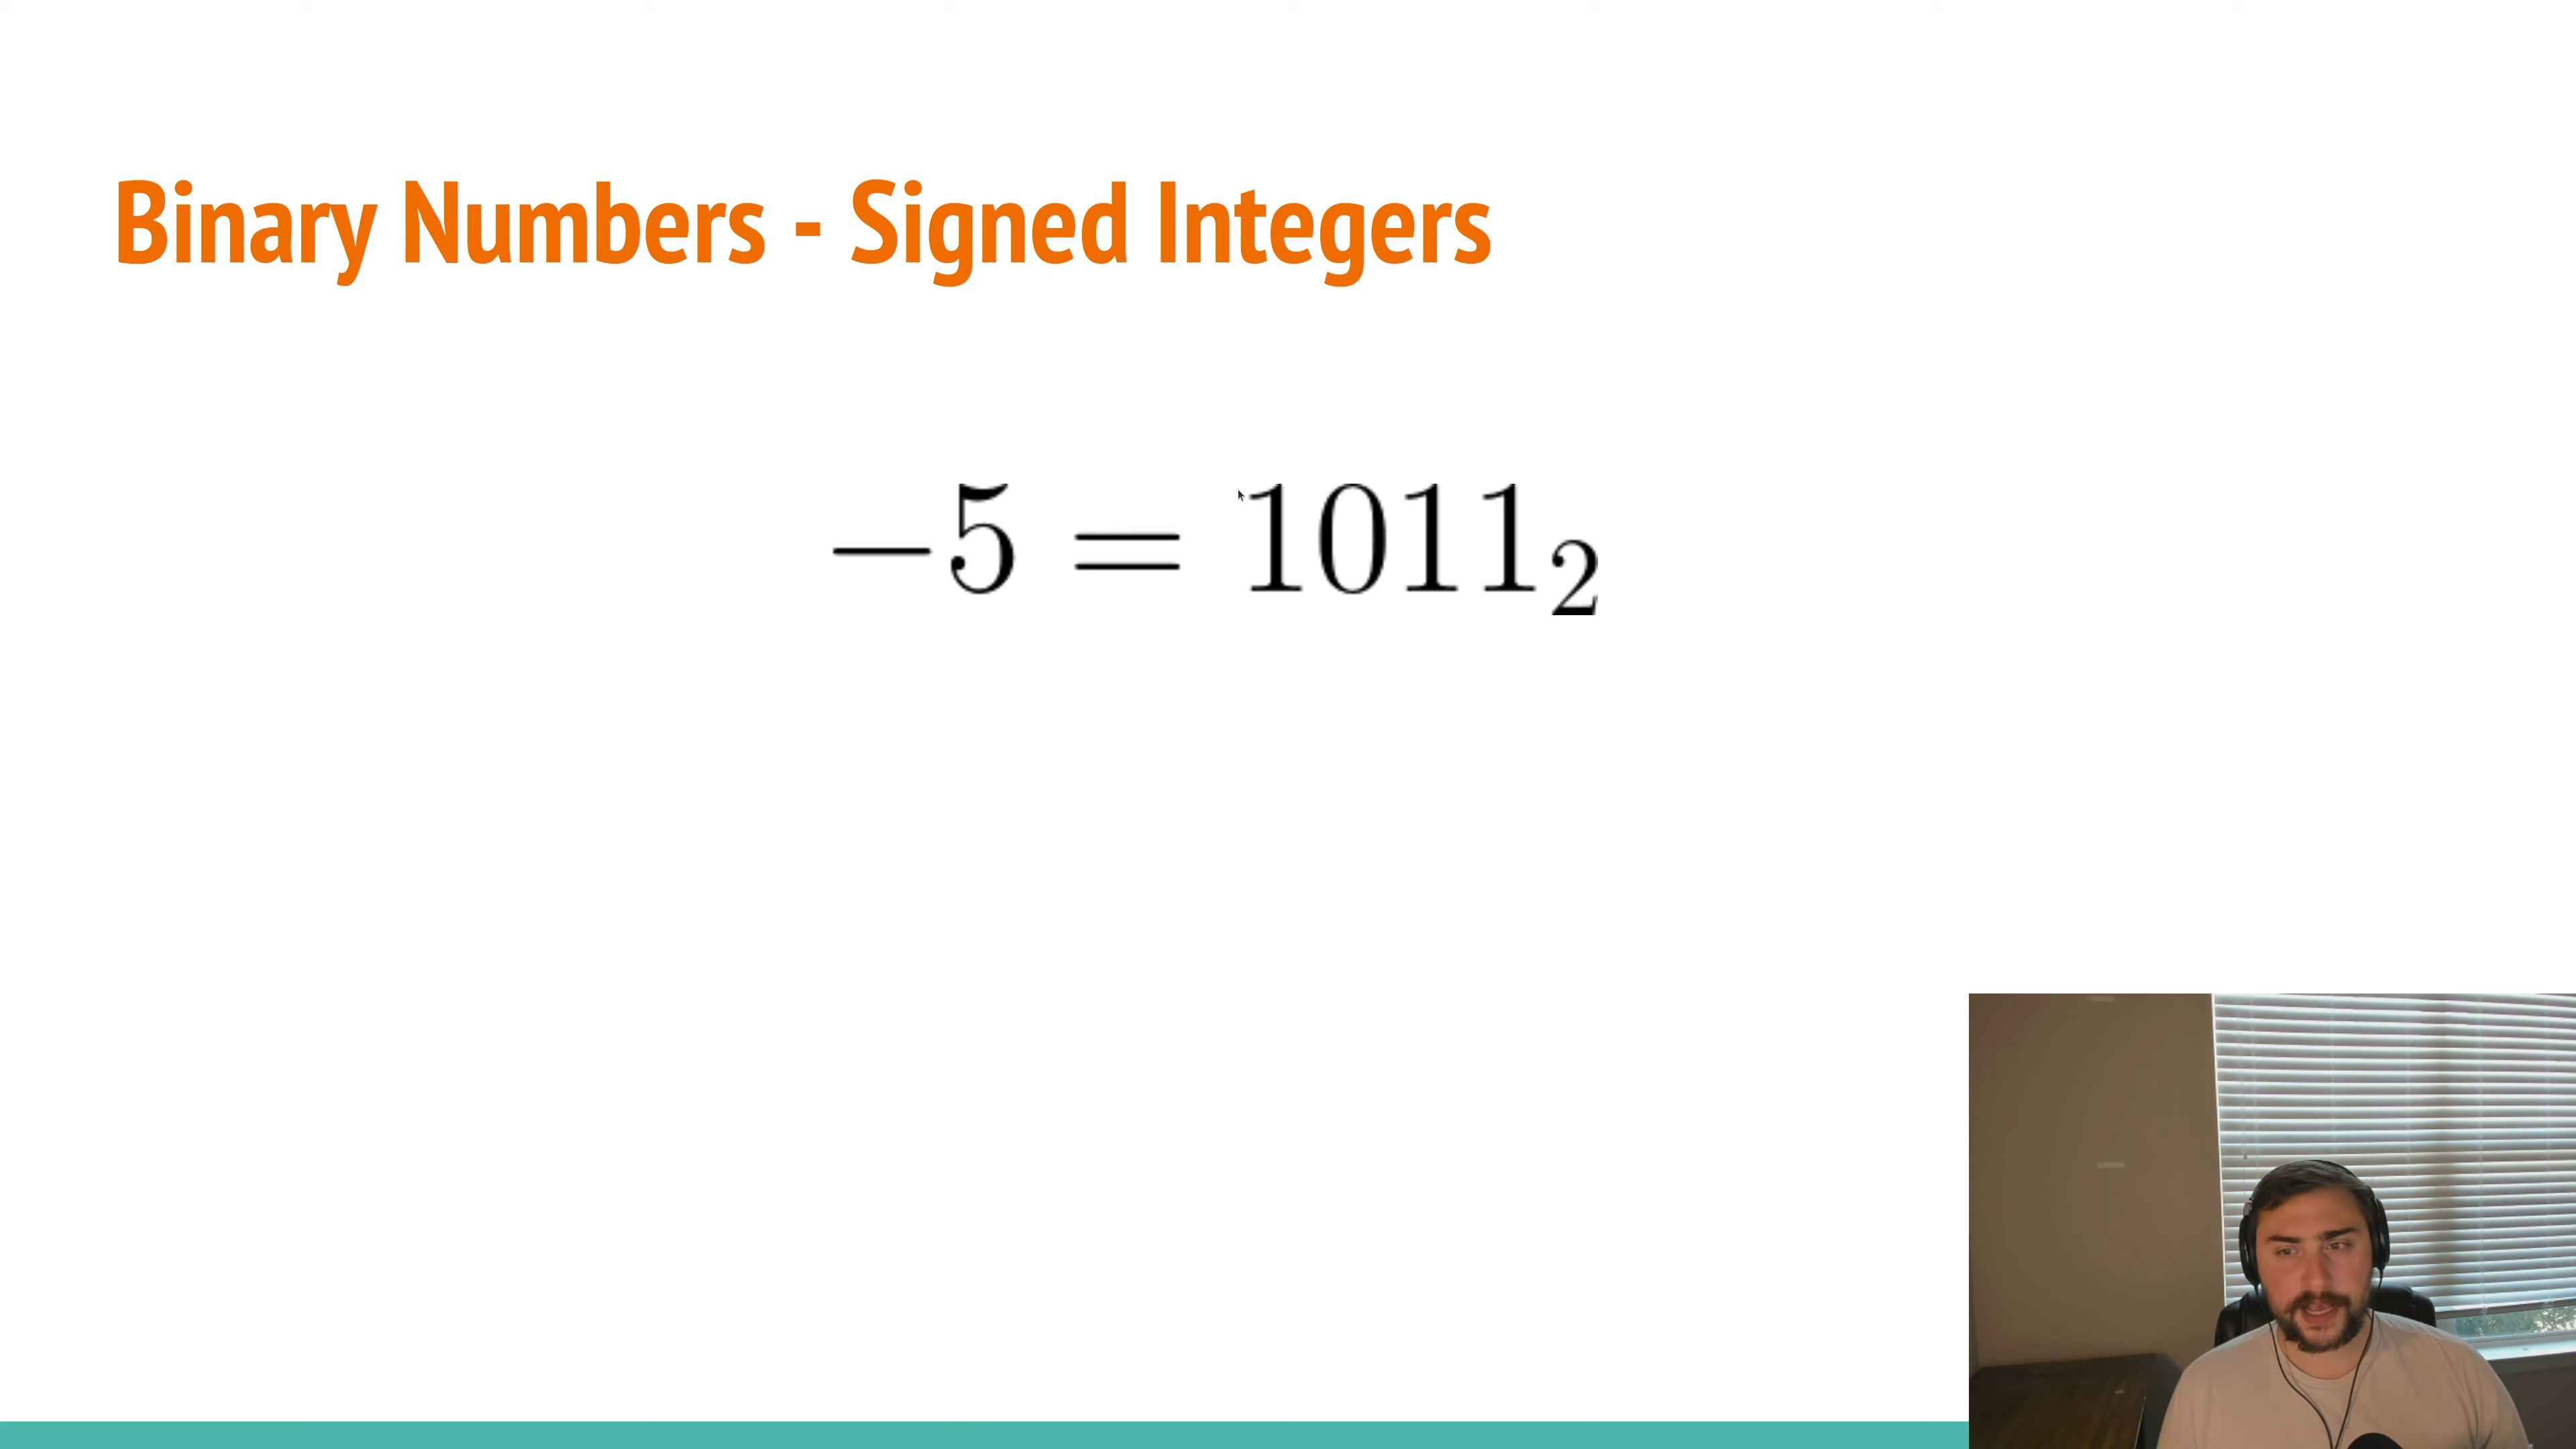 Binary Numbers - Signed Integers
−5 = 1011₂